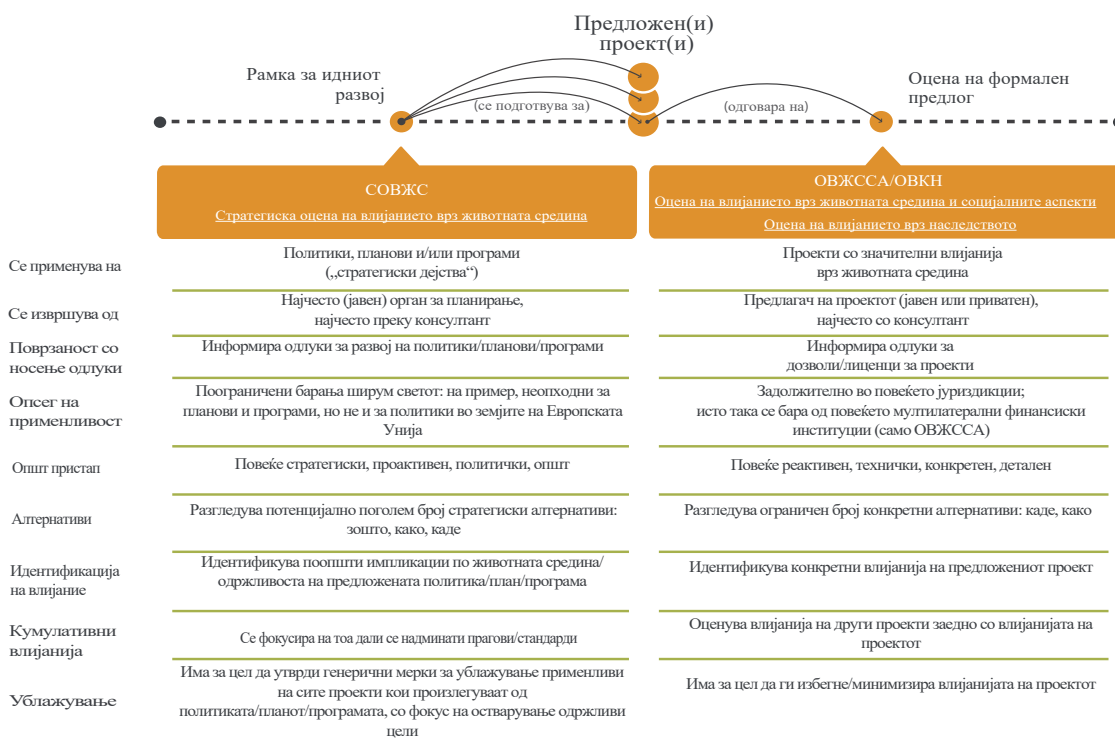 Предложен(и)
проект(и)
Рамка за идниот
развој
Оцена на формален
предлог
(се подготвува за)
(одговара на)
СОВЖС
Стратегиска оцена на влијанието врз животната средина
ОВЖССА/ОВКН
Оцена на влијанието врз животната средина и социјалните аспекти
Оцена на влијанието врз наследството
Се применува на
Политики, планови и/или програми
(„стратегиски дејства“)
Проекти со значителни влијанија
врз животната средина
Се извршува од
Најчесто (јавен) орган за планирање,
најчесто преку консултант
Предлагач на проектот (јавен или приватен),
најчесто со консултант
Поврзаност со
носење одлуки
Информира одлуки за развој на политики/планови/програми
Информира одлуки за
дозволи/лиценци за проекти
Опсег на
применливост
Поограничени барања ширум светот: на пример, неопходни за
планови и програми, но не и за политики во земјите на Европската
Унија
Задолжително во повеќето јуриздикции;
исто така се бара од повеќето мултилатерални финансиски
институции (само ОВЖССА)
Општ пристап
Повеќе стратегиски, проактивен, политички, општ
Повеќе реактивен, технички, конкретен, детален
Алтернативи
Разгледува потенцијално поголем број стратегиски алтернативи:
зошто, како, каде
Разгледува ограничен број конкретни алтернативи: каде, како
Идентификација
на влијание
Идентификува поопшти импликации по животната средина/
одржливоста на предложената политика/план/програма
Идентификува конкретни влијанија на предложениот проект
Кумулативни
влијанија
Се фокусира на тоа дали се надминати прагови/стандарди
Оценува влијанија на други проекти заедно со влијанијата на
проектот
Ублажување
Има за цел да утврди генерични мерки за ублажување применливи
на сите проекти кои произлегуваат од
политиката/планот/програмата, со фокус на остварување одржливи
цели
Има за цел да ги избегне/минимизира влијанијата на проектот